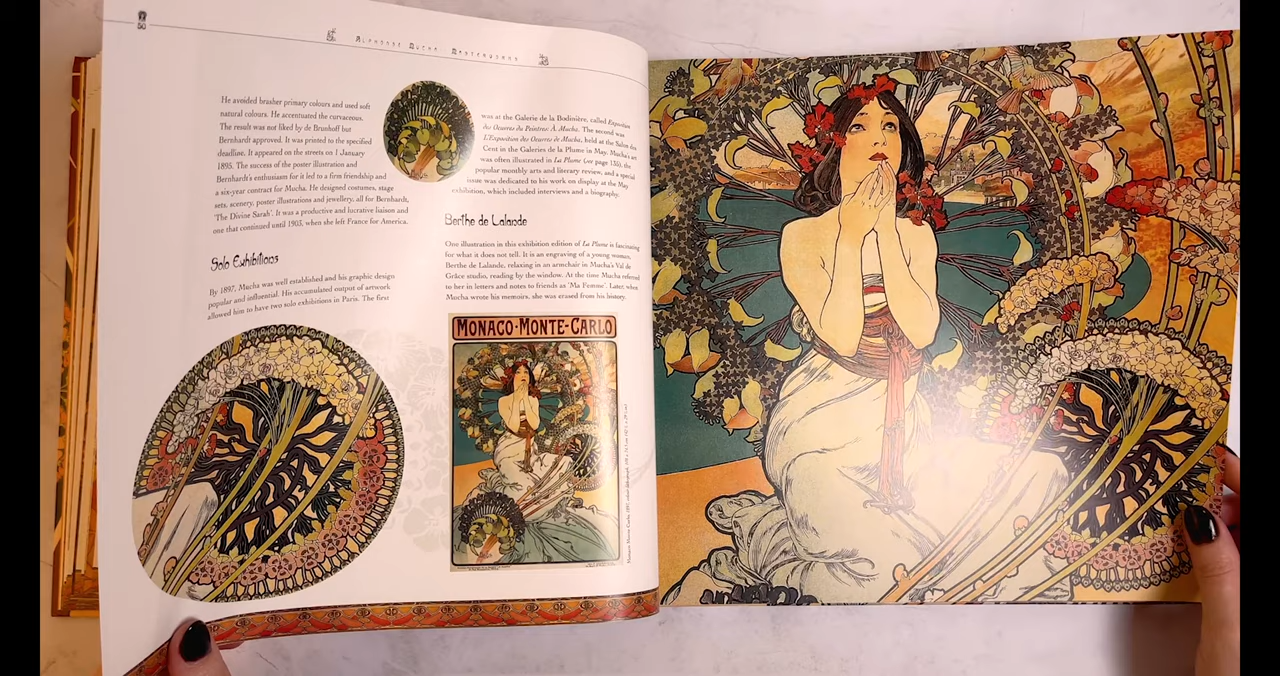 50
Alphonse Mucha Masterworks
He avoided brasher primary colours and used soft
natural colours. He accentuated the curvaceous.
The result was not liked by de Brunhoff but
Bernhardt approved. It was printed to the specified
deadline. It appeared on the streets on 1 January
1895. The success of the poster illustration and
Bernhardt's enthusiasm for it led to a firm friendship and
a six-year contract for Mucha. He designed costumes, stage
sets, scenery, poster illustrations and jewellery, all for Bernhardt,
'The Divine Sarah'. It was a productive and lucrative liaison and
one that continued until 1903, when she left France for America.
Solo Exhibitions
By 1897, Mucha was well established and his graphic design
popular and influential. His accumulated output of artwork
allowed him to have two solo exhibitions in Paris. The first
was at the Galerie de la Bodinière, called Exposition
des Oeuvres du Peintre: A. Mucha. The second was
L'Exposition des Oeuvres de Mucha, held at the Salon des
Cent in the Galeries de la Plume in May. Mucha's art
was often illustrated in La Plume (see page 135), the
popular monthly arts and literary review, and a special
issue was dedicated to his work on display at the May
exhibition, which included interviews and a biography.
Berthe de Lalande
One illustration in this exhibition edition of La Plume is fascinating
for what it does not tell. It is an engraving of a young woman,
Berthe de Lalande, relaxing in an armchair in Mucha's Val de
Grâce studio, reading by the window. At the time Mucha referred
to her in letters and notes to friends as 'Ma Femme'. Later, when
Mucha wrote his memoirs, she was erased from his history.
MONACO·MONTE-CARLO